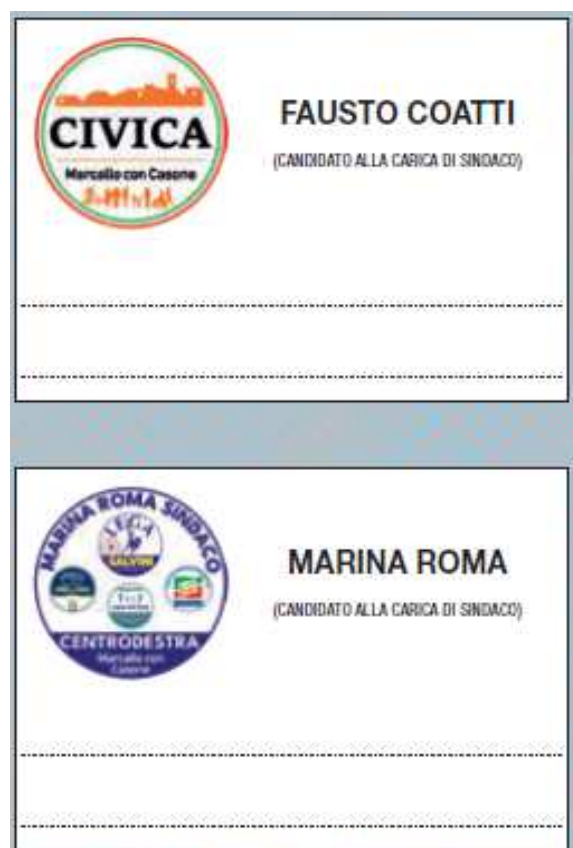 CIVICA
Marcallo con Casone
FAUSTO COATTI
(CANDIDATO ALLA CARICA DI SINDACO)
MARINA ROMA SINDACO
LEGA
SALVINI
CENTRODESTRA
Marcallo con
Casone
MARINA ROMA
(CANDIDATO ALLA CARICA DI SINDACO)